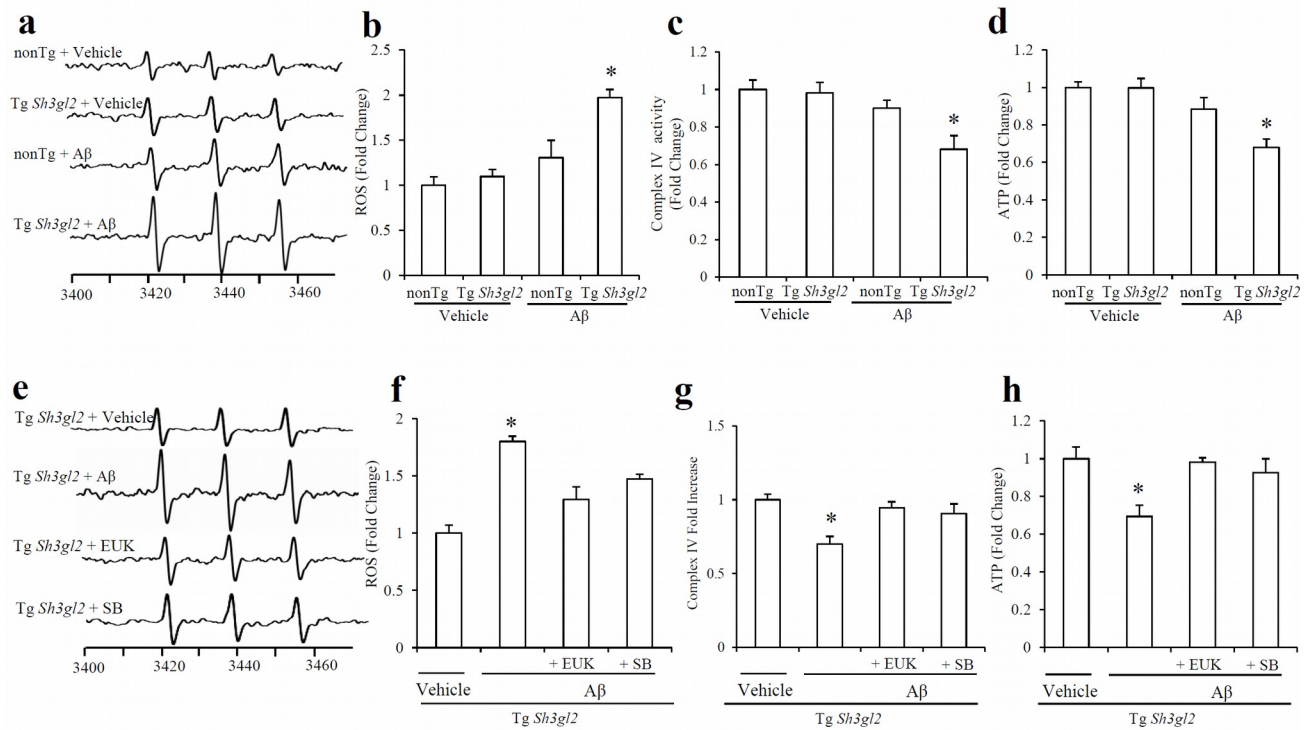 a
nonTg + Vehicle
Tg Sh3gl2 + Vehicle
nonTg + Aβ
Tg Sh3gl2 + Aβ
3400 3420 3440 3460
b
ROS (Fold Change)
2.5
2
1.5
1
0.5
0
*
nonTg Tg Sh3gl2 nonTg Tg Sh3gl2
Vehicle Aβ
c
Complex IV activity
(Fold Change)
1.2
1
0.8
0.6
0.4
0.2
0
*
nonTg Tg Sh3gl2 nonTg Tg Sh3gl2
Vehicle Aβ
d
ATP (Fold Change)
1.2
1
0.8
0.6
0.4
0.2
0
*
nonTg Tg Sh3gl2 nonTg Tg Sh3gl2
Vehicle Aβ
e
Tg Sh3gl2 + Vehicle
Tg Sh3gl2 + Aβ
Tg Sh3gl2 + EUK
Tg Sh3gl2 + SB
3400 3420 3440 3460
f
ROS (Fold Change)
2
1.5
1
0.5
0
*
+ EUK + SB
Vehicle Aβ
Tg Sh3gl2
g
Complex IV Fold Increase
1.5
1
0.5
0
*
+ EUK + SB
Vehicle Aβ
Tg Sh3gl2
h
ATP (Fold Change)
1.2
1
0.8
0.6
0.4
0.2
0
*
+ EUK + SB
Vehicle Aβ
Tg Sh3gl2